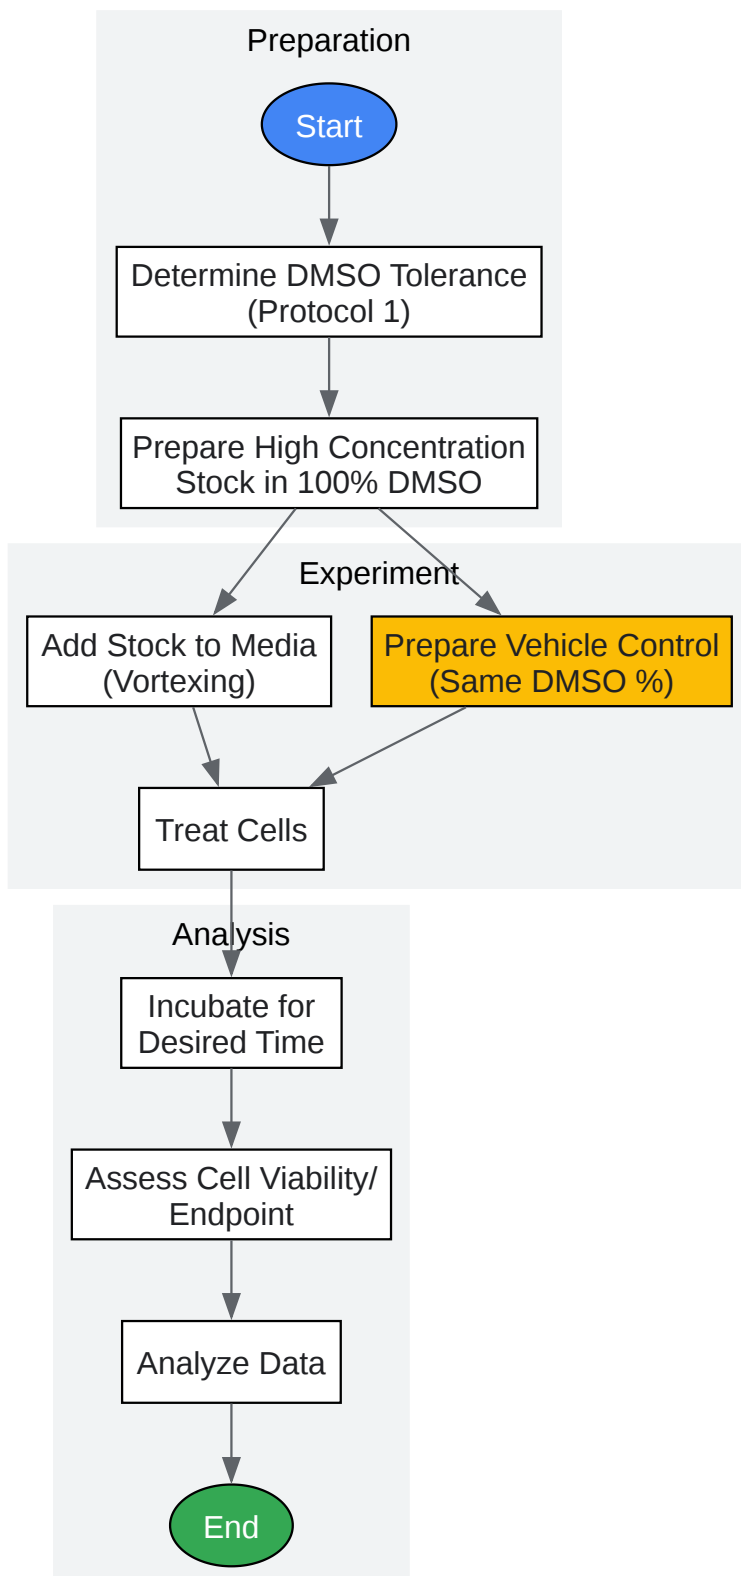 Preparation
Start
Determine DMSO Tolerance
(Protocol 1)
Prepare High Concentration
Stock in 100% DMSO
Experiment
Add Stock to Media
(Vortexing)
Prepare Vehicle Control
(Same DMSO %)
Treat Cells
Analysis
Incubate for
Desired Time
Assess Cell Viability/
Endpoint
Analyze Data
End